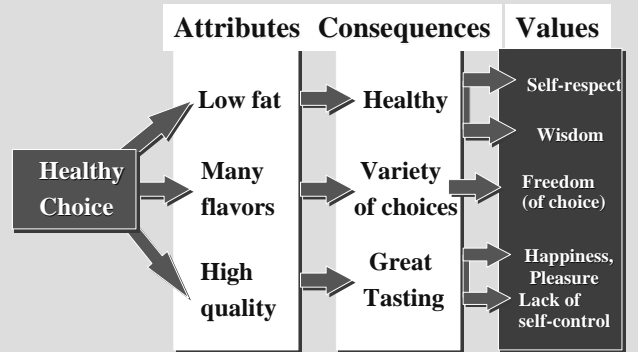 Attributes Consequences Values
Healthy
Choice
Low fat
Many
flavors
High
quality
Healthy
Variety
of choices
Great
Tasting
Self-respect
Wisdom
Freedom
(of choice)
Happiness,
Pleasure
Lack of
self-control